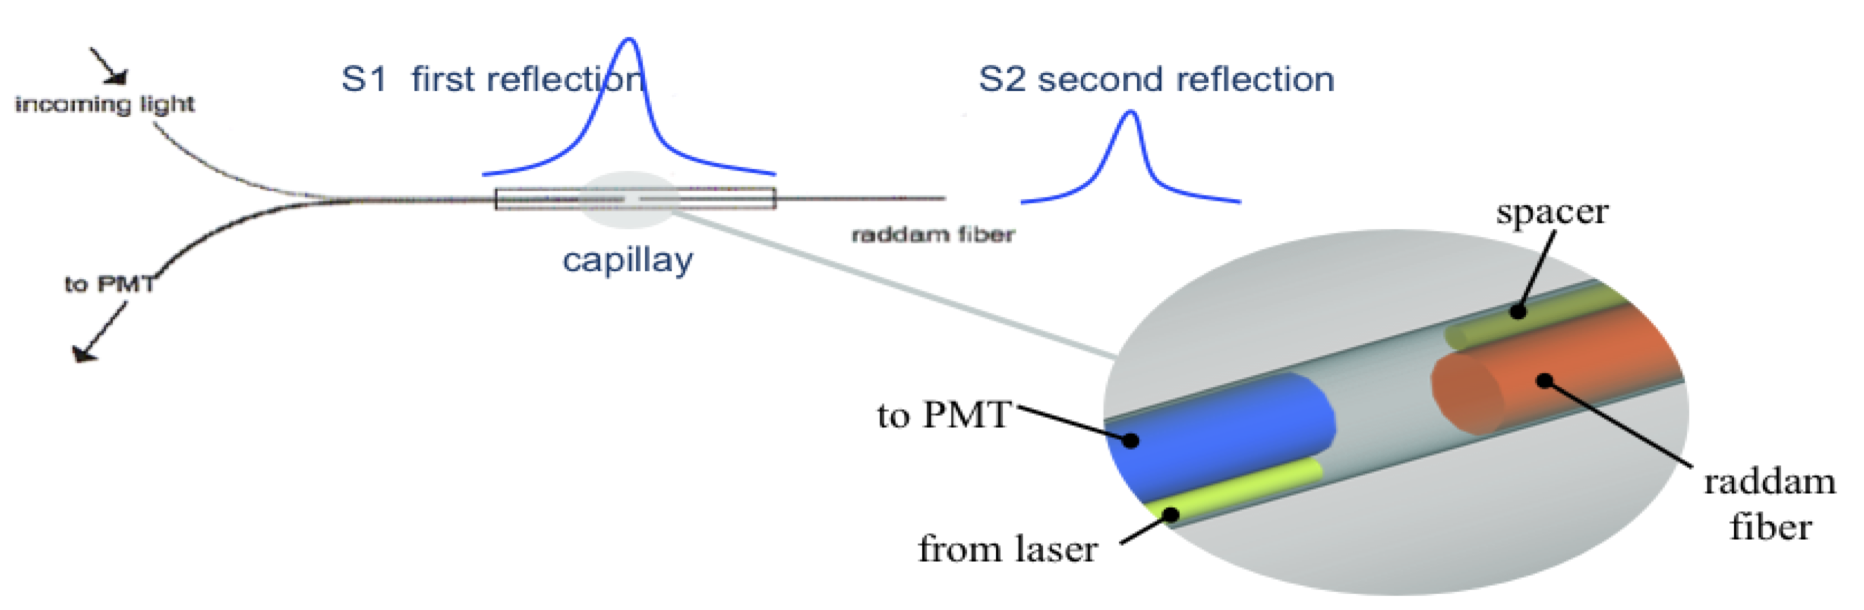 S1 first reflection
S2 second reflection
incoming light
raddam fiber
capillay
to PMT
spacer
to PMT
raddam
fiber
from laser